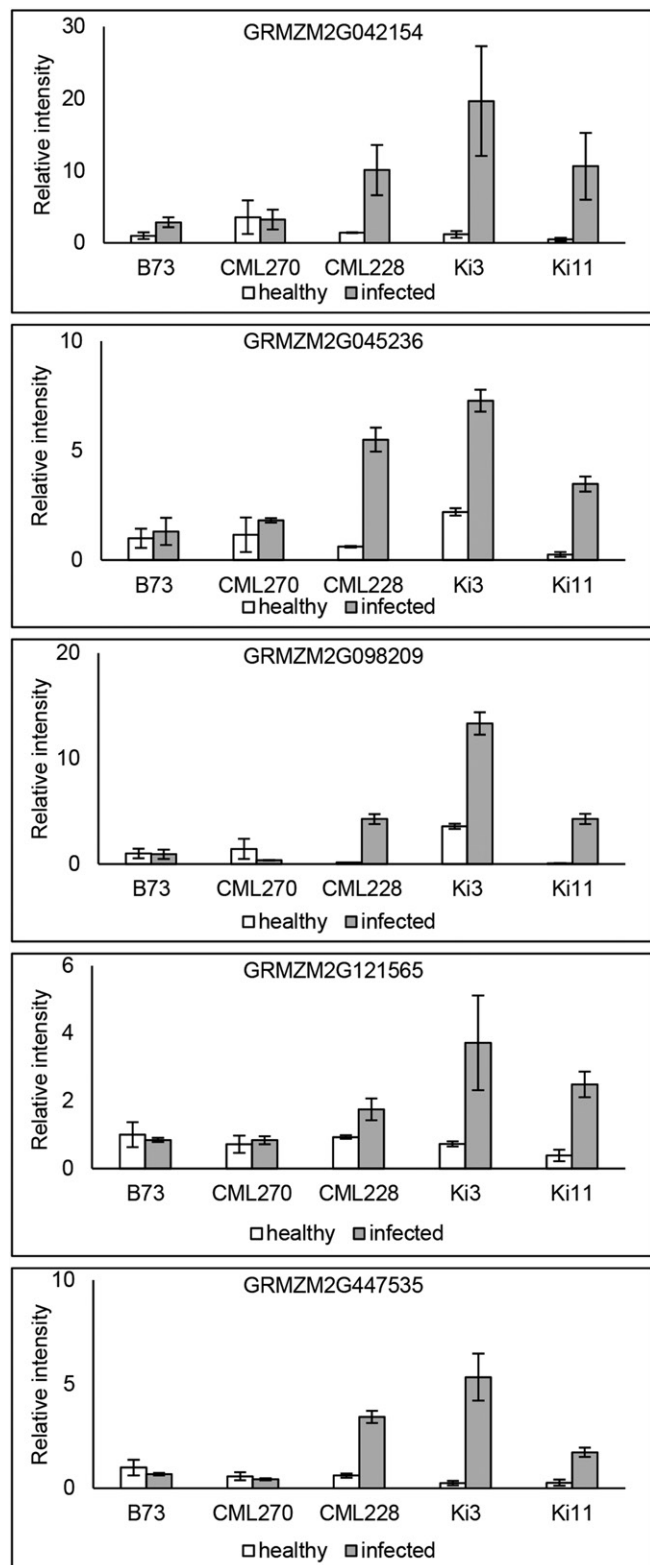 GRMZM2G042154
Relative intensity
30
20
10
0
B73 CML270 CML228 Ki3 Ki11
healthy infected
GRMZM2G045236
Relative intensity
10
5
0
B73 CML270 CML228 Ki3 Ki11
healthy infected
GRMZM2G098209
Relative intensity
20
10
0
B73 CML270 CML228 Ki3 Ki11
healthy infected
GRMZM2G121565
Relative intensity
6
4
2
0
B73 CML270 CML228 Ki3 Ki11
healthy infected
GRMZM2G447535
Relative intensity
10
5
0
B73 CML270 CML228 Ki3 Ki11
healthy infected